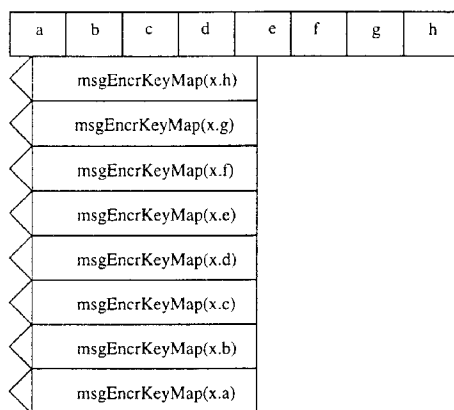 a b c d e f g h
msgEncrKeyMap(x.h)
msgEncrKeyMap(x.g)
msgEncrKeyMap(x.f)
msgEncrKeyMap(x.e)
msgEncrKeyMap(x.d)
msgEncrKeyMap(x.c)
msgEncrKeyMap(x.b)
msgEncrKeyMap(x.a)